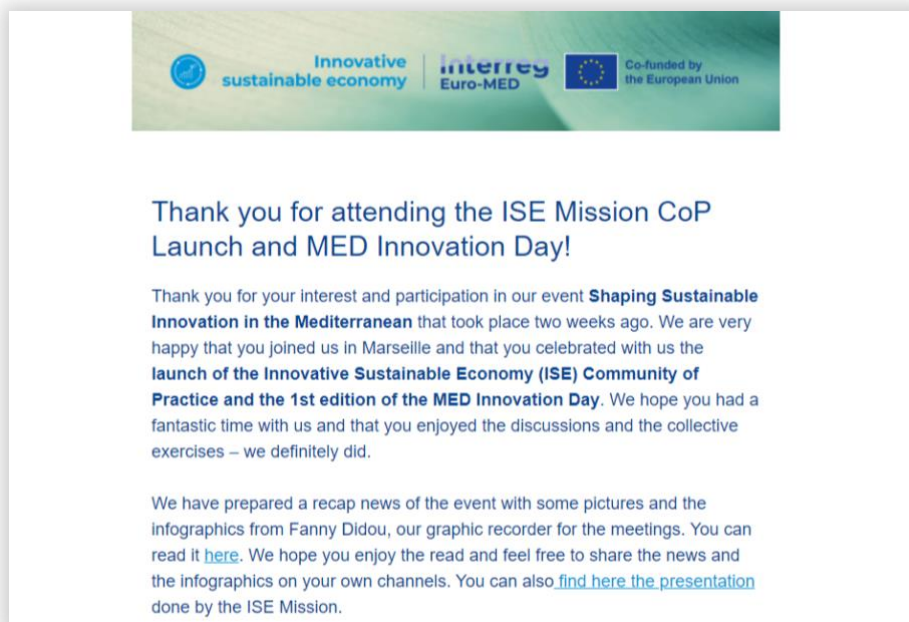 Innovative
sustainable economy
Interreg
Euro-MED
Co-funded by
the European Union
Thank you for attending the ISE Mission CoP
Launch and MED Innovation Day!
Thank you for your interest and participation in our event Shaping Sustainable
Innovation in the Mediterranean that took place two weeks ago. We are very
happy that you joined us in Marseille and that you celebrated with us the
launch of the Innovative Sustainable Economy (ISE) Community of
Practice and the 1st edition of the MED Innovation Day. We hope you had a
fantastic time with us and that you enjoyed the discussions and the collective
exercises – we definitely did.
We have prepared a recap news of the event with some pictures and the
infographics from Fanny Didou, our graphic recorder for the meetings. You can
read it here. We hope you enjoy the read and feel free to share the news and
the infographics on your own channels. You can also find here the presentation
done by the ISE Mission.